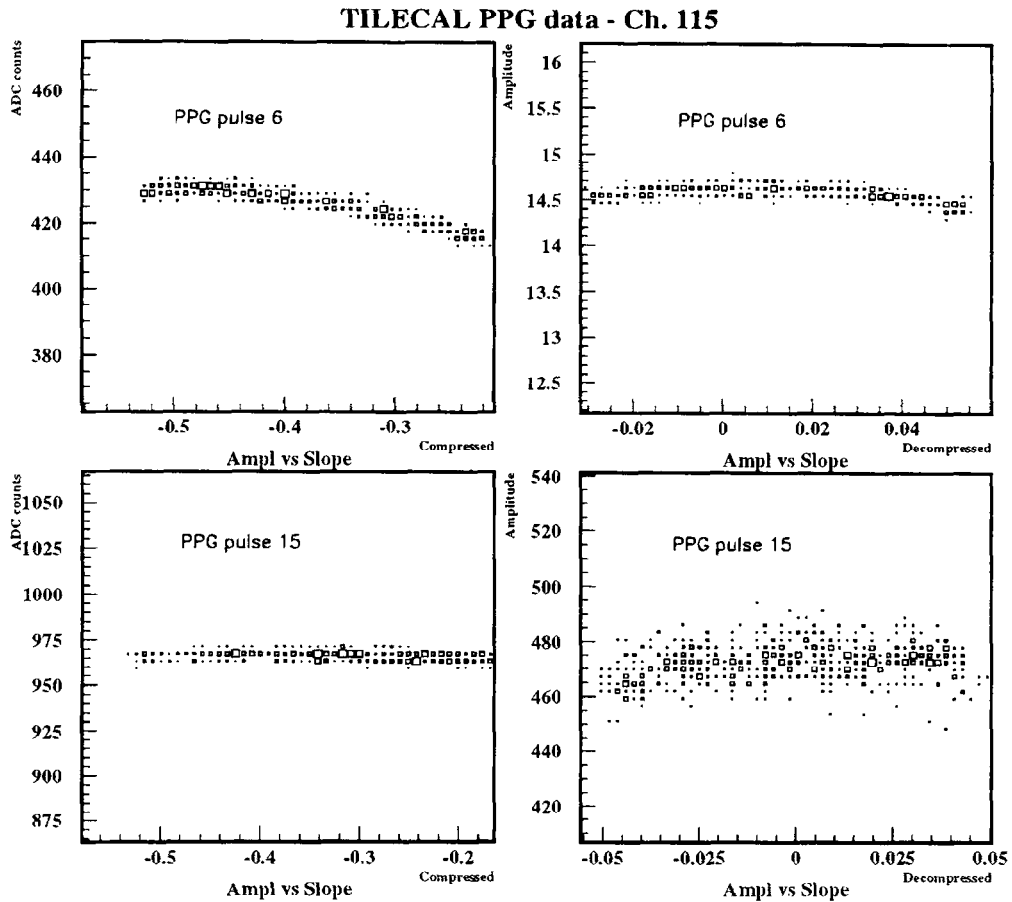 TILECAL PPG data - Ch. 115
ADC counts
PPG pulse 6
460
440
420
400
380
-0.5
-0.4
-0.3
Compressed
Ampl vs Slope
Amplitude
PPG pulse 6
16
15.5
15
14.5
14
13.5
13
12.5
-0.02
0
0.02
0.04
Decompressed
Ampl vs Slope
ADC counts
PPG pulse 15
1050
1025
1000
975
950
925
900
875
-0.5
-0.4
-0.3
-0.2
Compressed
Ampl vs Slope
Amplitude
PPG pulse 15
540
520
500
480
460
440
420
-0.05
-0.025
0
0.025
0.05
Decompressed
Ampl vs Slope